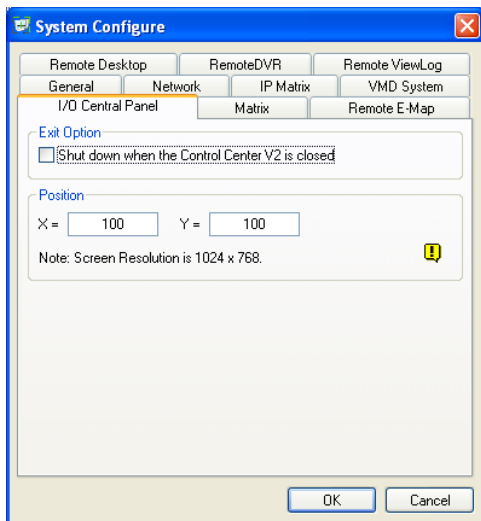 System Configure
Remote Desktop RemoteDVR Remote ViewLog
General Network IP Matrix VMD System
I/O Central Panel Matrix Remote E-Map
Exit Option
Shut down when the Control Center V2 is closed
Position
X = 100 Y = 100
Note: Screen Resolution is 1024 x 768.
OK Cancel